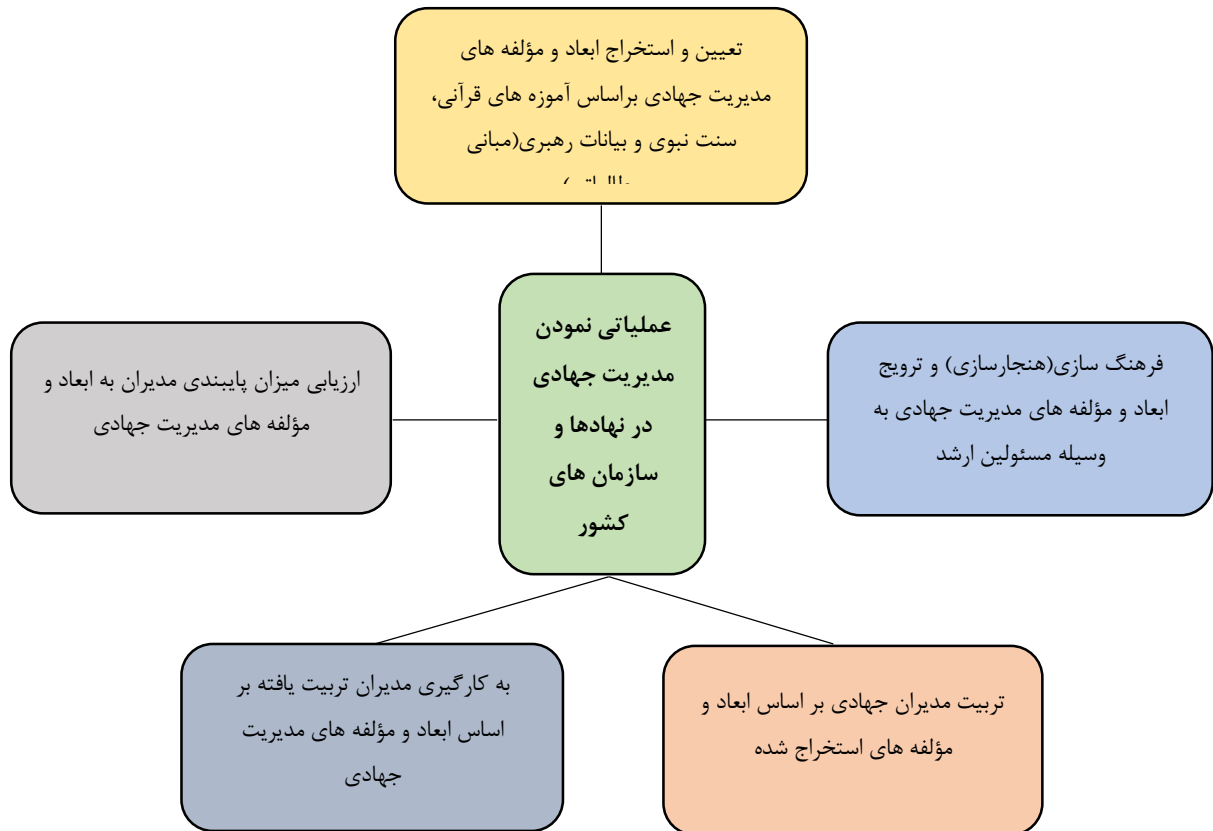 تعیین و استخراج ابعاد و مؤلفه های
مدیریت جهادی براساس آموزه های قرآنی،
سنت نبوی و بیانات رهبری(مبانی
عملیاتی نمودن
مدیریت جهادی
در نهادها و
سازمان های
کشور
فرهنگ سازی(هنجارسازی) و ترویج
ابعاد و مؤلفه های مدیریت جهادی به
وسیله مسئولین ارشد
ارزیابی میزان پایبندی مدیران به ابعاد و
مؤلفه های مدیریت جهادی
تربیت مدیران جهادی بر اساس ابعاد و
مؤلفه های استخراج شده
به کارگیری مدیران تربیت یافته بر
اساس ابعاد و مؤلفه های مدیریت
جهادی